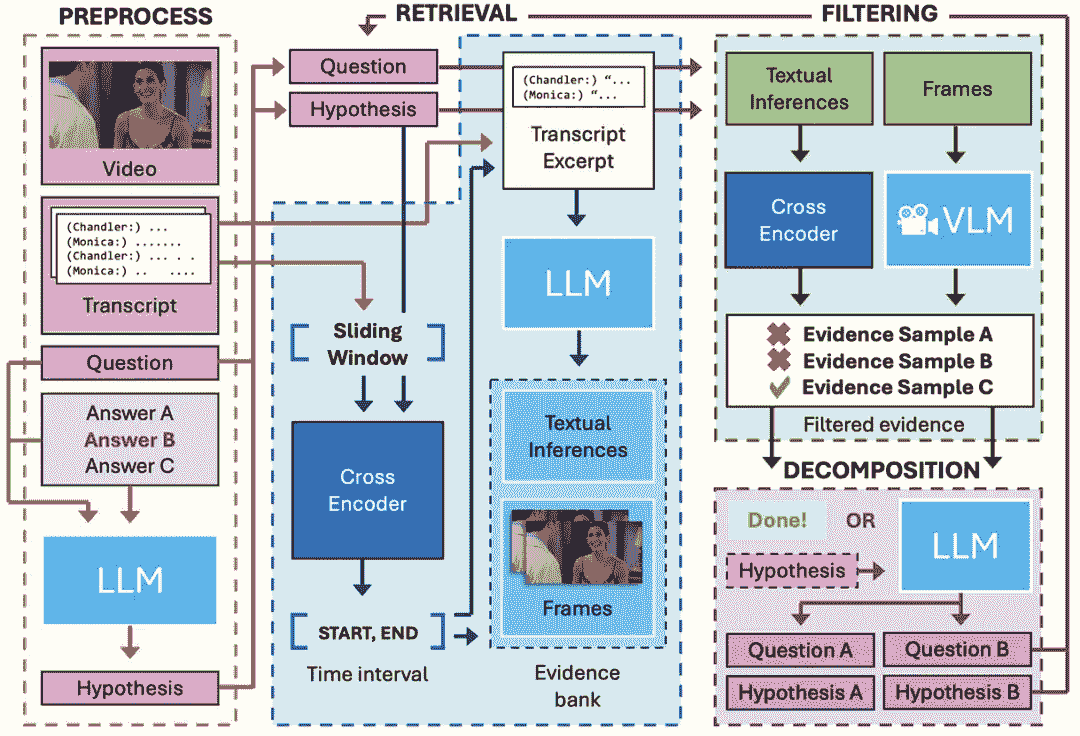 PREPROCESS
Video
(Chandler:) ...
(Monica:) .......
(Chandler:) ... . .
(Monica:) .. ....
Transcript
Question
Answer A
Answer B
Answer C
LLM
Hypothesis
RETRIEVAL
Question
Hypothesis
Sliding
Window
Cross
Encoder
START, END
Time interval
(Chandler:) “...
(Monica:) “...
Transcript
Excerpt
LLM
Textual
Inferences
Frames
Evidence
bank
FILTERING
Textual
Inferences
Frames
Cross
Encoder
VLM
Evidence Sample A
Evidence Sample B
Evidence Sample C
Filtered evidence
DECOMPOSITION
Done!
OR
LLM
Hypothesis
Question A
Question B
Hypothesis A
Hypothesis B